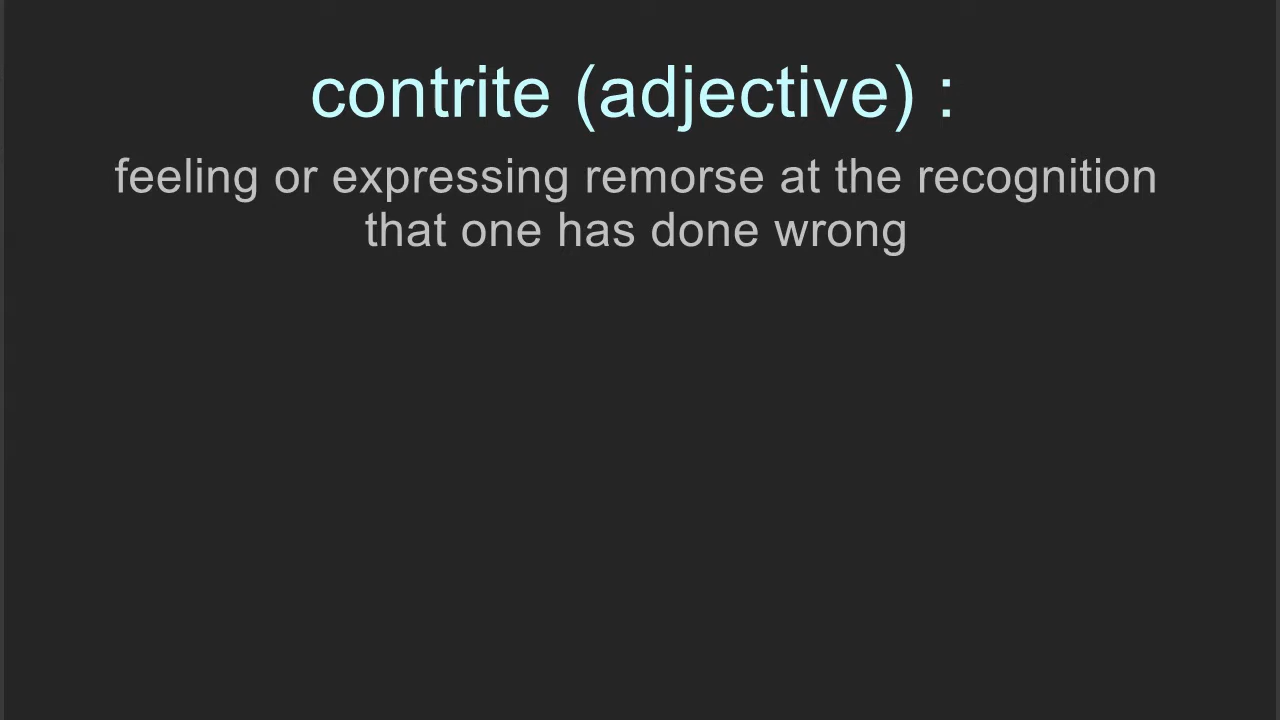 contrite (adjective) :
feeling or expressing remorse at the recognition
that one has done wrong